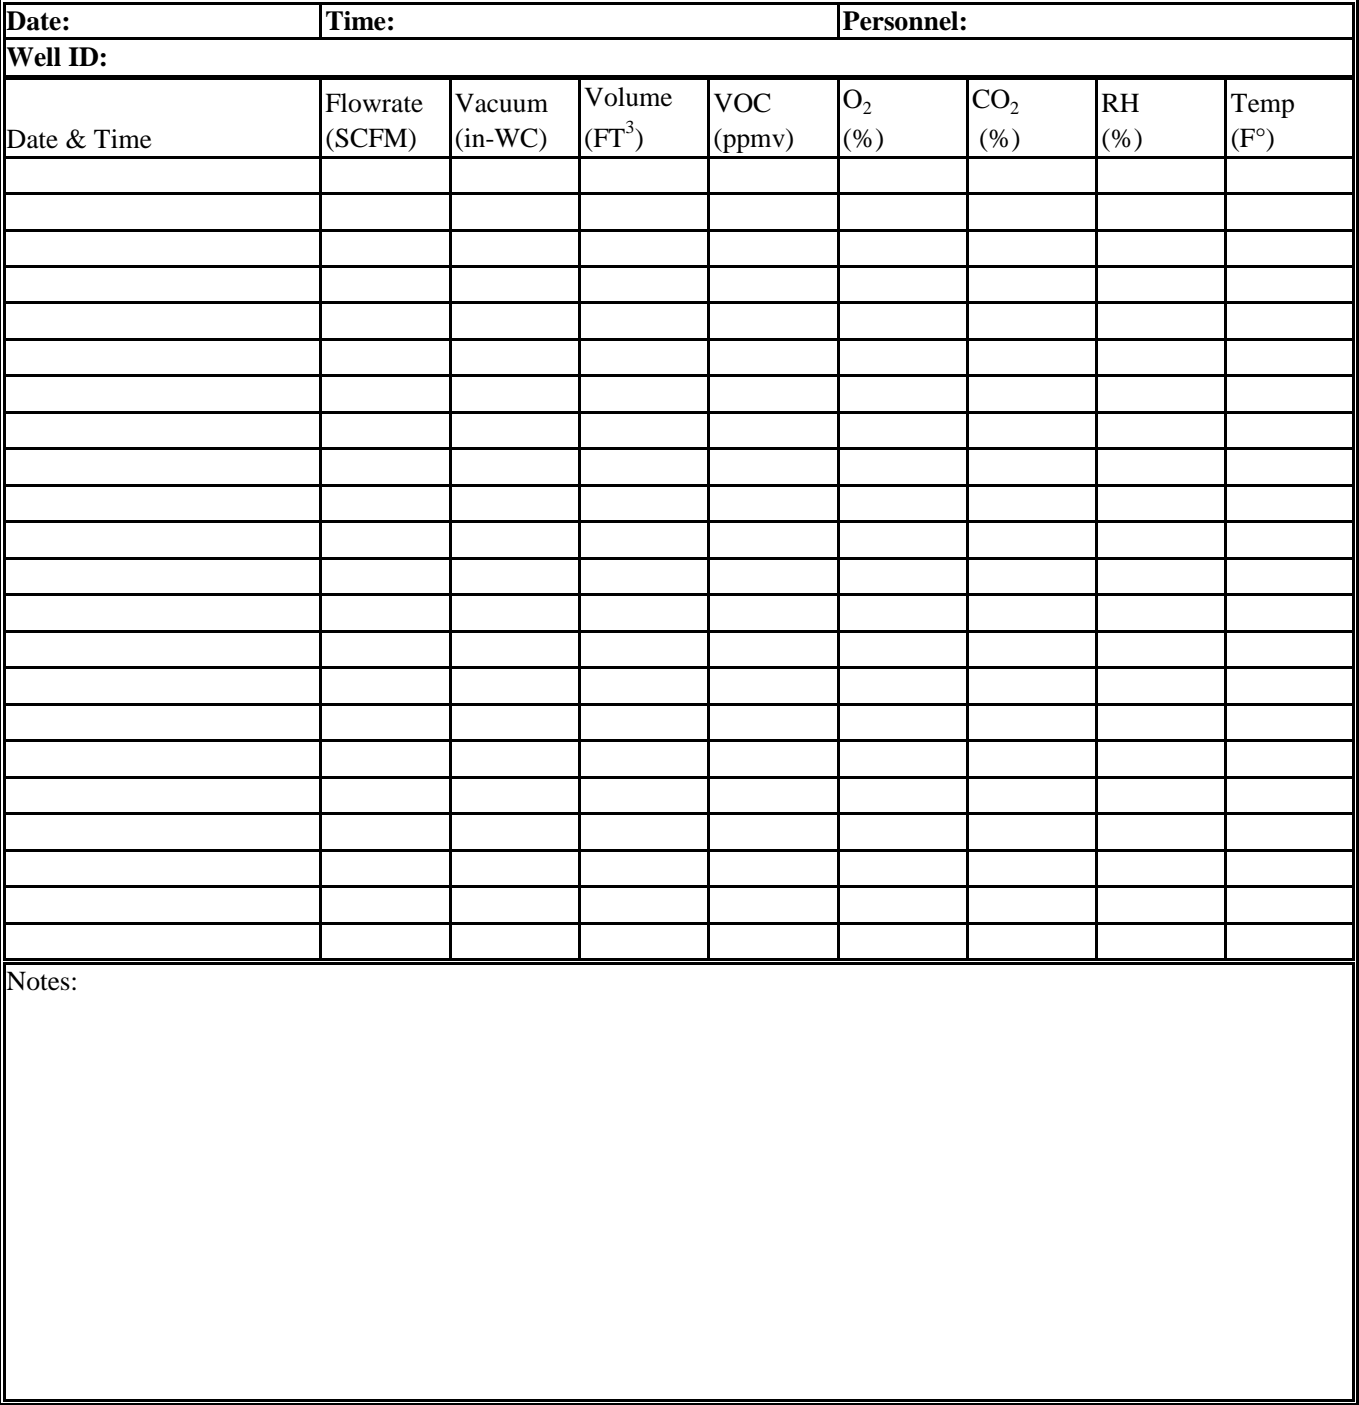 Date: Time: Personnel:
Well ID:
Date & Time Flowrate (SCFM) Vacuum (in-WC) Volume (FT³) VOC (ppmv) O₂ (%) CO₂ (%) RH (%) Temp (F°)
Notes: